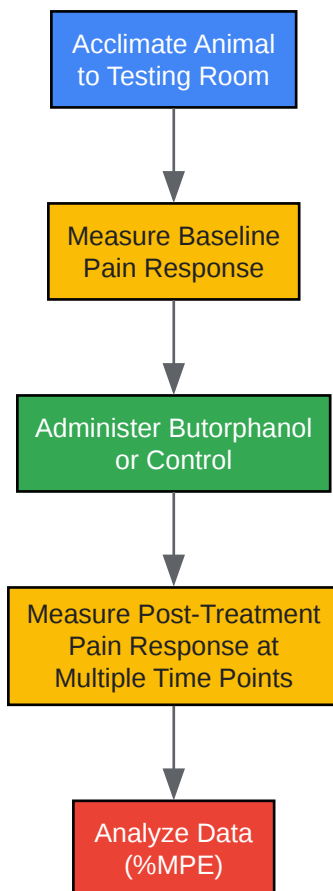 Acclimate Animal
to Testing Room
Measure Baseline
Pain Response
Administer Butorphanol
or Control
Measure Post-Treatment
Pain Response at
Multiple Time Points
Analyze Data
(%MPE)